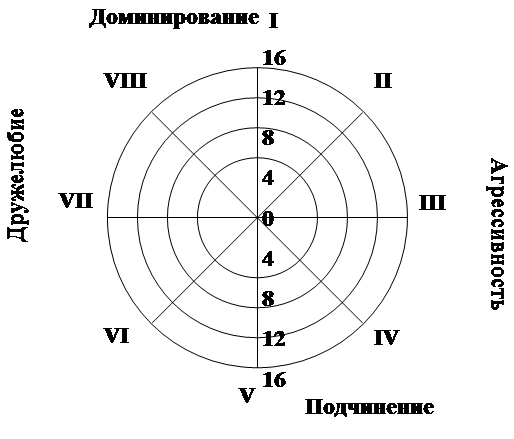 Доминирование I
16
VIII
II
12
8
4
Дружелюбие
VII
0
III
Агрессивность
4
8
VI
12
IV
16
V
Подчинение